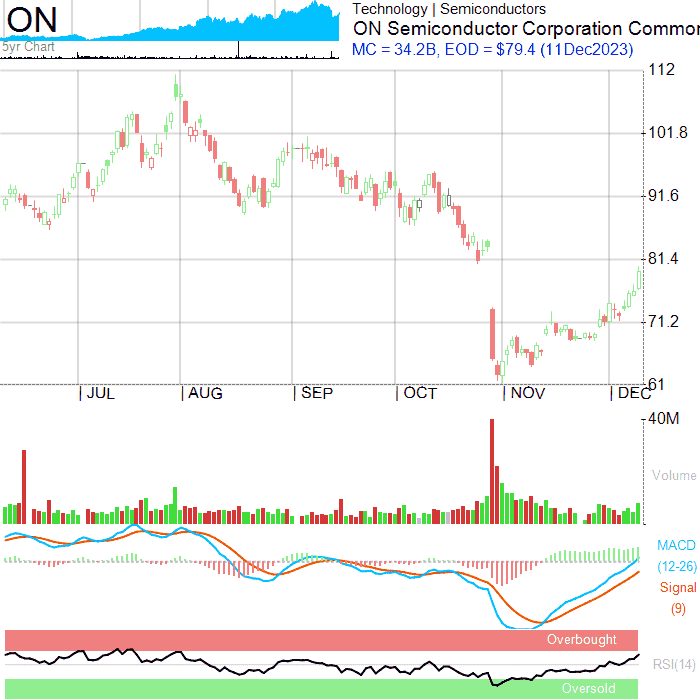 ON
5yr Chart
Technology | Semiconductors
ON Semiconductor Corporation Common
MC = 34.2B, EOD = $79.4 (11Dec2023)
112
101.8
91.6
81.4
71.2
61
JUL
AUG
SEP
OCT
NOV
DEC
40M
Volume
MACD
(12-26)
Signal
(9)
Overbought
RSI(14)
Oversold